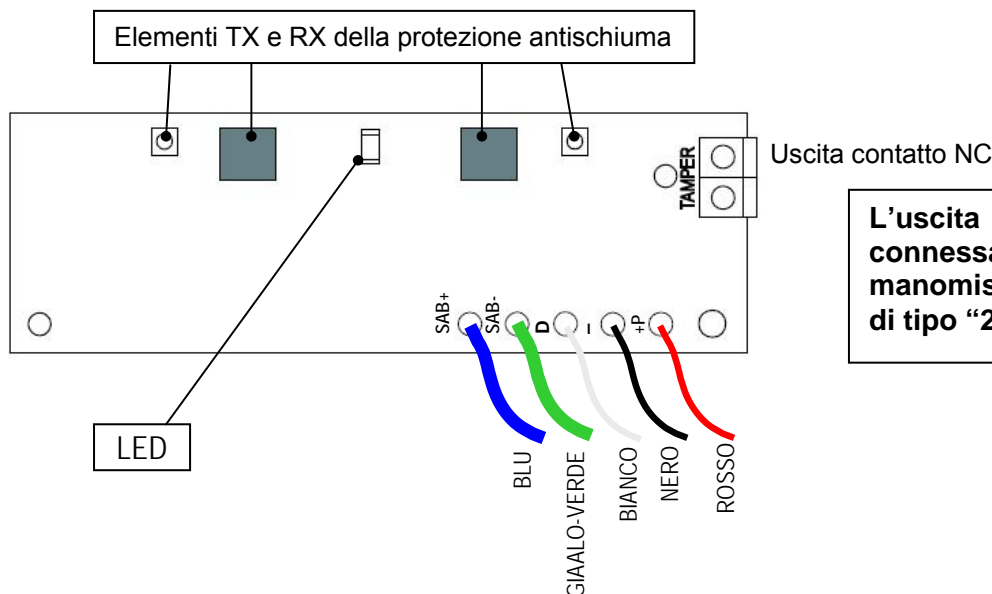 Elementi TX e RX della protezione antischiuma
TAMPER
Uscita contatto NC
L’uscita
connessa
manomis
di tipo “2
SAB+
SAB-
D
–
+P
LED
BLU
GIAALO-VERDE
BIANCO
NERO
ROSSO